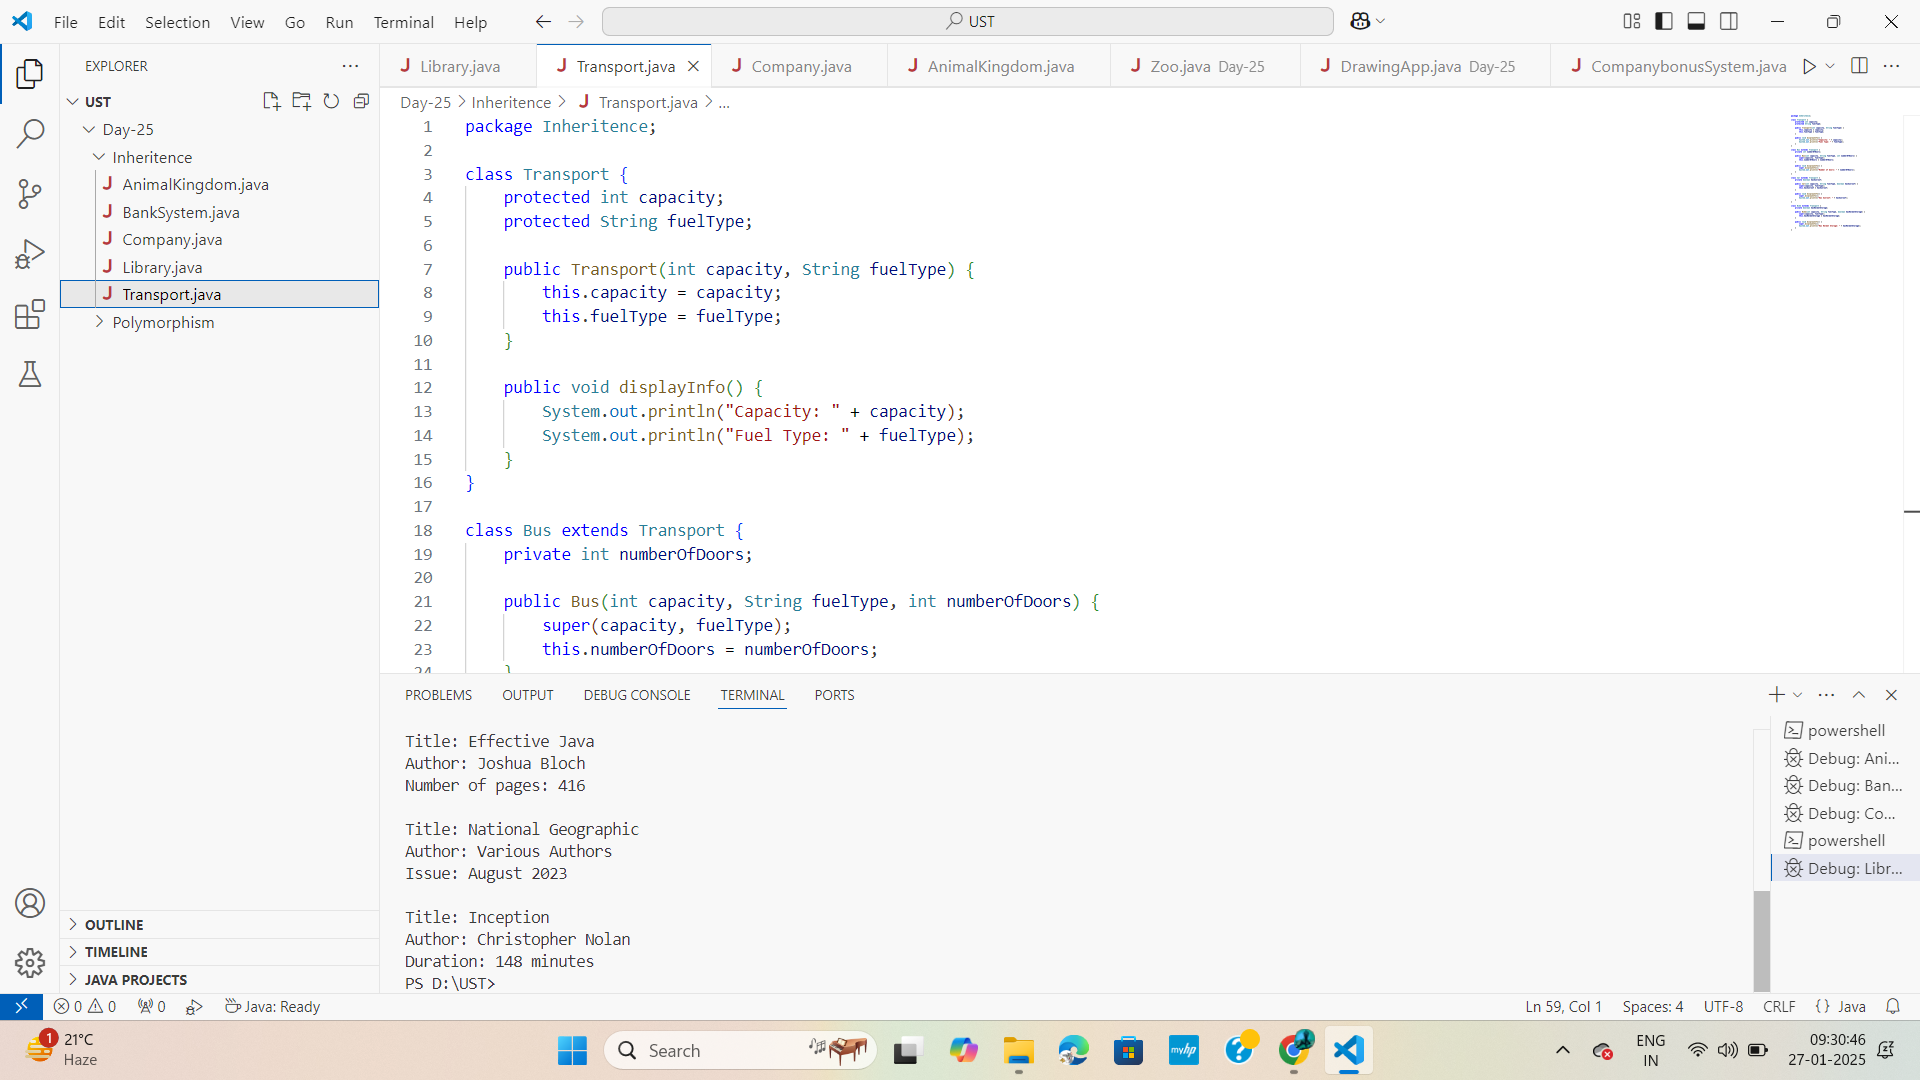 File Edit Selection View Go Run Terminal Help
UST
EXPLORER
UST
Day-25
Inheritence
AnimalKingdom.java
BankSystem.java
Company.java
Library.java
Transport.java
Polymorphism
OUTLINE
TIMELINE
JAVA PROJECTS
Library.java Transport.java Company.java AnimalKingdom.java Zoo.java Day-25 DrawingApp.java Day-25 CompanybonusSystem.java
Day-25 > Inheritence > Transport.java > ...
1 package Inheritence;
2
3 class Transport {
4 protected int capacity;
5 protected String fuelType;
6
7 public Transport(int capacity, String fuelType) {
8 this.capacity = capacity;
9 this.fuelType = fuelType;
10 }
11
12 public void displayInfo() {
13 System.out.println("Capacity: " + capacity);
14 System.out.println("Fuel Type: " + fuelType);
15 }
16 }
17
18 class Bus extends Transport {
19 private int numberOfDoors;
20
21 public Bus(int capacity, String fuelType, int numberOfDoors) {
22 super(capacity, fuelType);
23 this.numberOfDoors = numberOfDoors;
24 }
PROBLEMS OUTPUT DEBUG CONSOLE TERMINAL PORTS
Title: Effective Java
Author: Joshua Bloch
Number of pages: 416
Title: National Geographic
Author: Various Authors
Issue: August 2023
Title: Inception
Author: Christopher Nolan
Duration: 148 minutes
PS D:\UST>
powershell
Debug: Ani...
Debug: Ban...
Debug: Co...
powershell
Debug: Libr...
0 0 0 Java: Ready Ln 59, Col 1 Spaces: 4 UTF-8 CRLF {} Java
1
21°C
Haze
Search
myhp
ENG
IN
09:30:46
27-01-2025